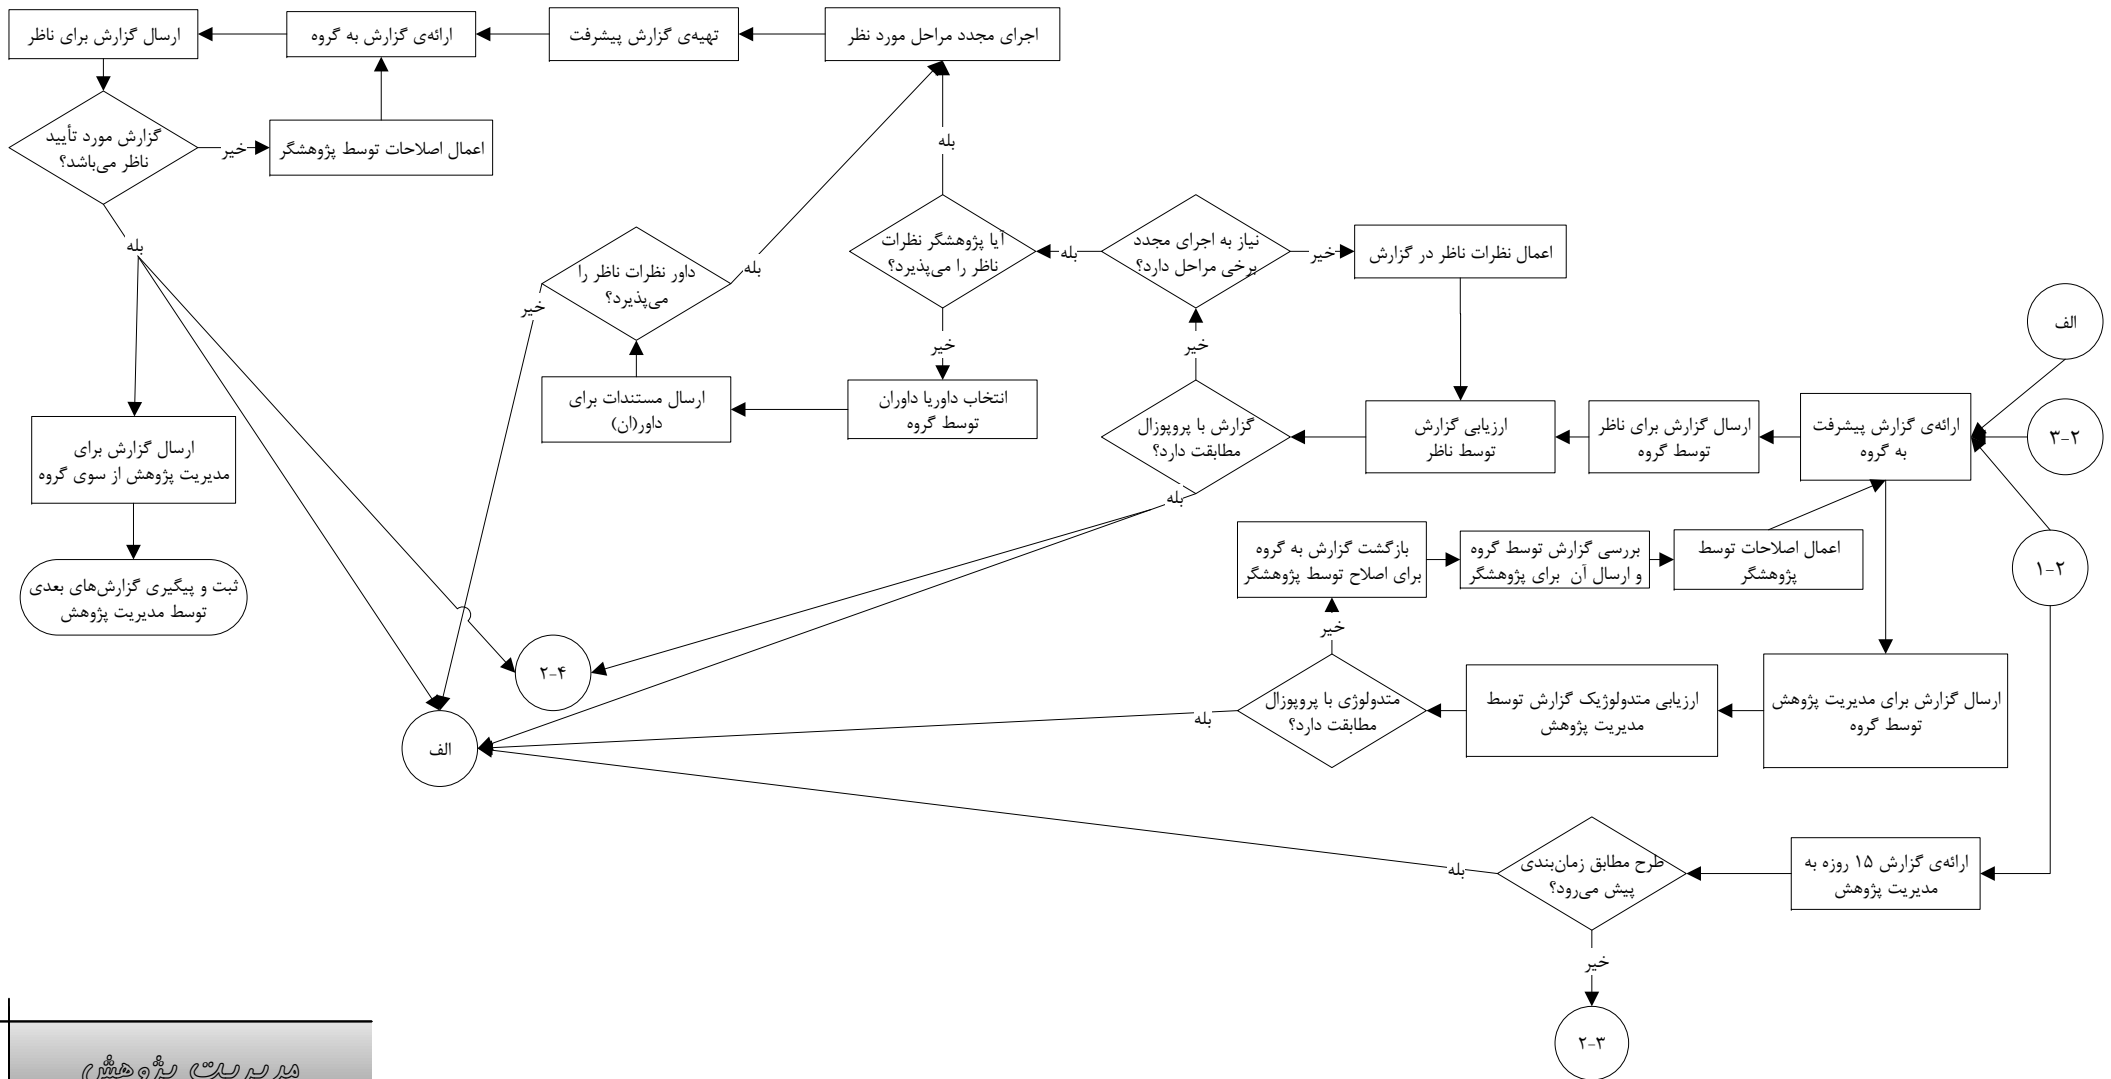 اجرای مجدد مراحل مورد نظر
تهیه‌ی گزارش پیشرفت
ارائه‌ی گزارش به گروه
ارسال گزارش برای ناظر
گزارش مورد تأیید
ناظر می‌باشد؟
خیر
اعمال اصلاحات توسط پژوهشگر
بله
بله
اعمال نظرات ناظر در گزارش
خیر
نیاز به اجرای مجدد
برخی مراحل دارد؟
بله
آیا پژوهشگر نظرات
ناظر را می‌پذیرد؟
خیر
بله
داور نظرات ناظر را
می‌پذیرد؟
خیر
انتخاب داوریا داوران
توسط گروه
ارسال مستندات برای
داور(ان)
الف
۳-۲
۱-۲
ارائه‌ی گزارش پیشرفت
به گروه
ارسال گزارش برای ناظر
توسط گروه
ارزیابی گزارش
توسط ناظر
خیر
گزارش با پروپوزال
مطابقت دارد؟
بله
ارسال گزارش برای
مدیریت پژوهش از سوی گروه
ثبت و پیگیری گزارش‌های بعدی
توسط مدیریت پژوهش
اعمال اصلاحات توسط
پژوهشگر
بررسی گزارش توسط گروه
و ارسال آن برای پژوهشگر
بازگشت گزارش به گروه
برای اصلاح توسط پژوهشگر
خیر
ارسال گزارش برای مدیریت پژوهش
توسط گروه
ارزیابی متدولوژیک گزارش توسط
مدیریت پژوهش
متدولوژی با پروپوزال
مطابقت دارد؟
بله
۲-۴
الف
ارائه‌ی گزارش ۱۵ روزه به
مدیریت پژوهش
طرح مطابق زمان‌بندی
پیش می‌رود؟
بله
خیر
۲-۳
مدیریت پژوهش